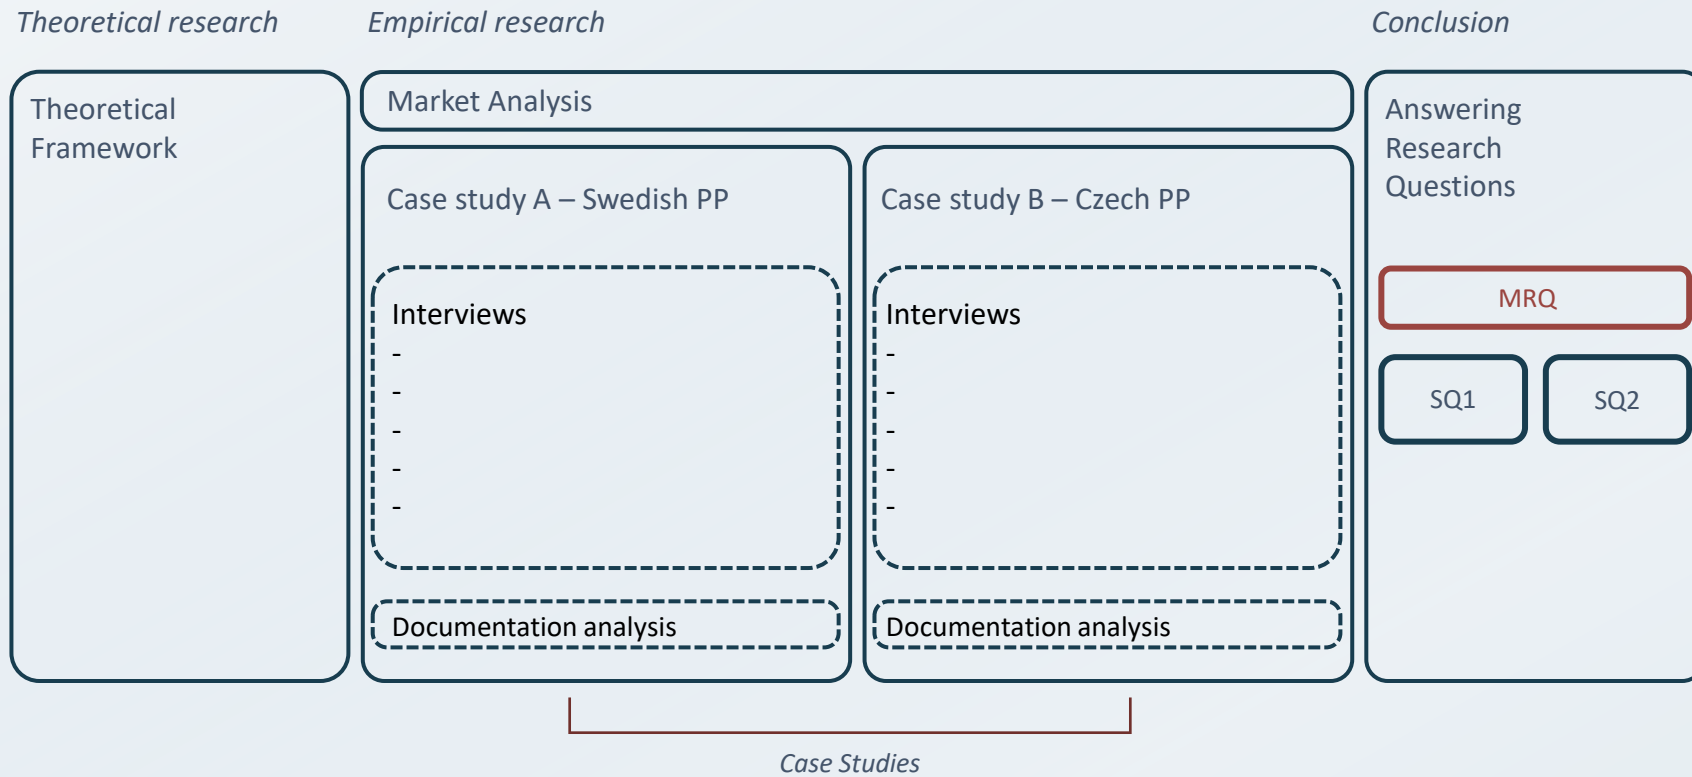 Theoretical research
Empirical research
Conclusion
Theoretical
Framework
Market Analysis
Case study A – Swedish PP
Interviews
-
-
-
-
-
Documentation analysis
Case study B – Czech PP
Interviews
-
-
-
-
-
Documentation analysis
Case Studies
Answering
Research
Questions
MRQ
SQ1
SQ2